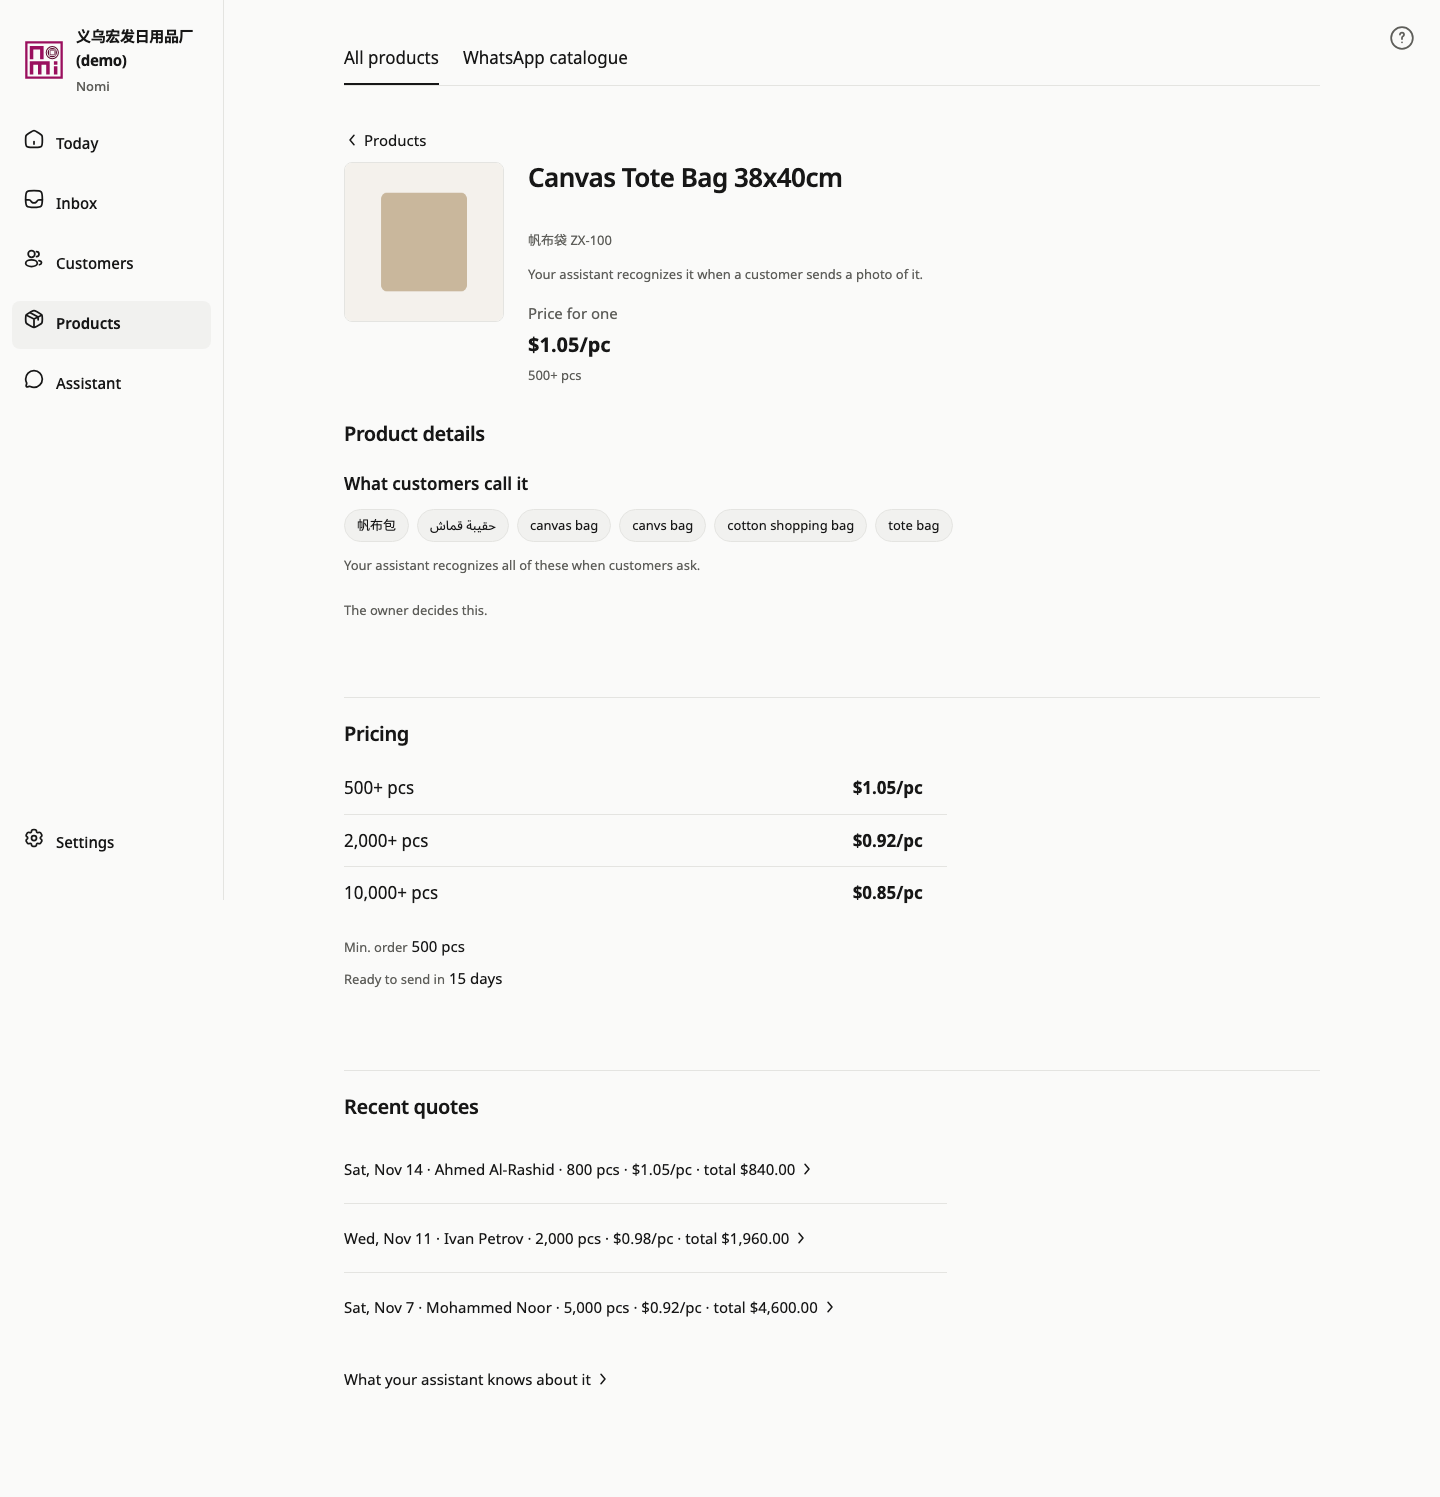 义乌宏发日用品厂
(demo)
Nomi
Today
Inbox
Customers
Products
Assistant
Settings
All products
WhatsApp catalogue
Products
Canvas Tote Bag 38x40cm
帆布袋 ZX-100
Your assistant recognizes it when a customer sends a photo of it.
Price for one
$1.05/pc
500+ pcs
Product details
What customers call it
帆布包
حقيبة قماش
canvas bag
canvs bag
cotton shopping bag
tote bag
Your assistant recognizes all of these when customers ask.
The owner decides this.
Pricing
500+ pcs $1.05/pc
2,000+ pcs $0.92/pc
10,000+ pcs $0.85/pc
Min. order 500 pcs
Ready to send in 15 days
Recent quotes
Sat, Nov 14 · Ahmed Al-Rashid · 800 pcs · $1.05/pc · total $840.00
Wed, Nov 11 · Ivan Petrov · 2,000 pcs · $0.98/pc · total $1,960.00
Sat, Nov 7 · Mohammed Noor · 5,000 pcs · $0.92/pc · total $4,600.00
What your assistant knows about it